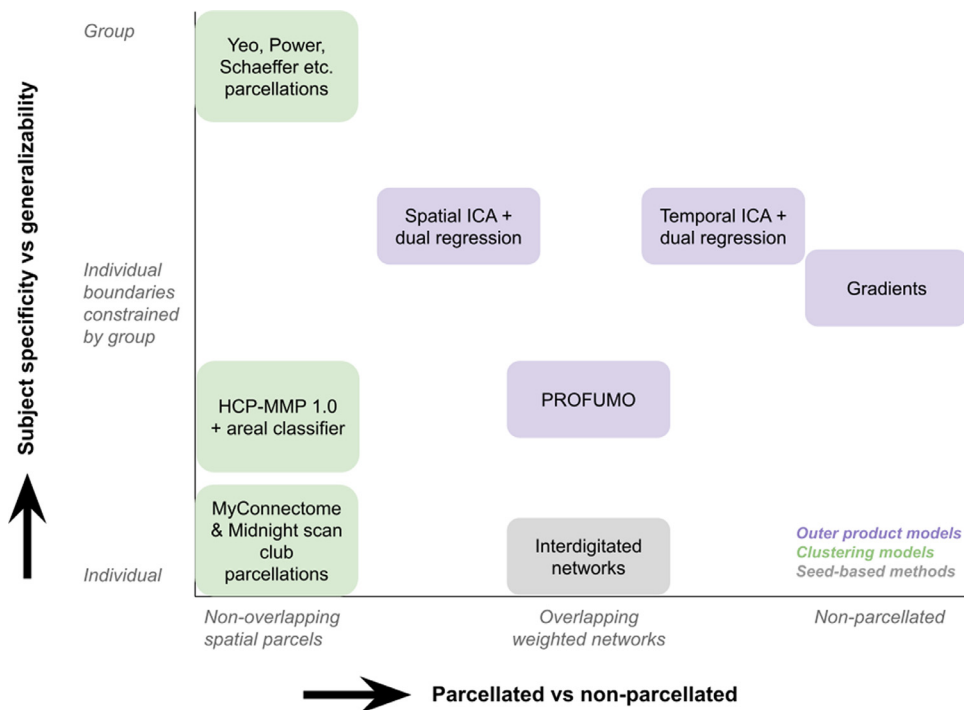 Group
Yeo, Power,
Schaeffer etc.
parcellations
Subject specificity vs generalizability
Spatial ICA +
dual regression
Temporal ICA +
dual regression
Individual
boundaries
constrained
by group
Gradients
HCP-MMP 1.0
+ areal classifier
PROFUMO
MyConnectome
& Midnight scan
club
parcellations
Interdigitated
networks
Outer product models
Clustering models
Seed-based methods
Individual
Non-overlapping
spatial parcels
Overlapping
weighted networks
Non-parcellated
Parcellated vs non-parcellated